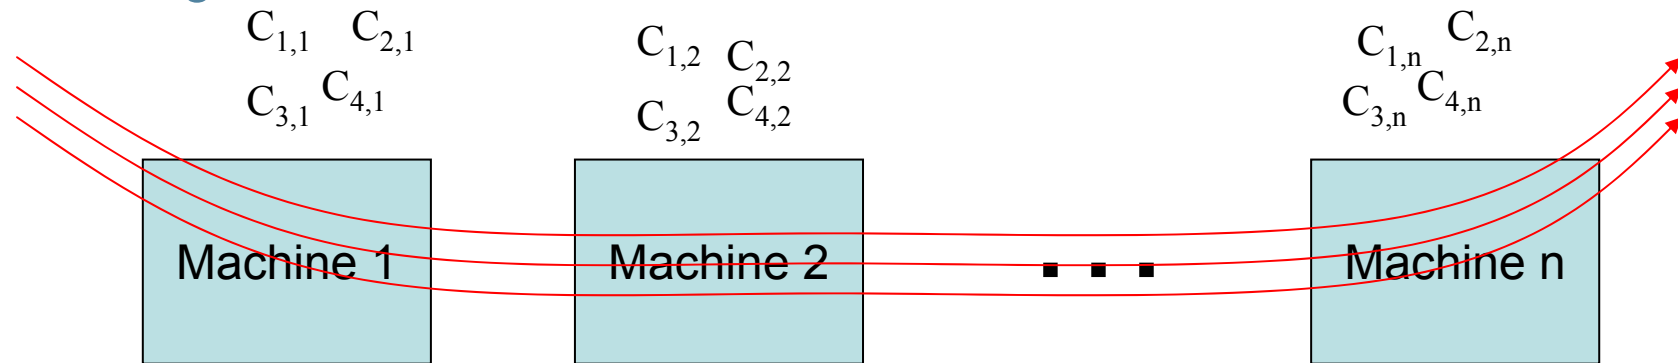 C1,1 C2,1
C3,1 C4,1
C1,2 C2,2
C3,2 C4,2
C1,n C2,n
C3,n C4,n
Machine 1
Machine 2
...
Machine n